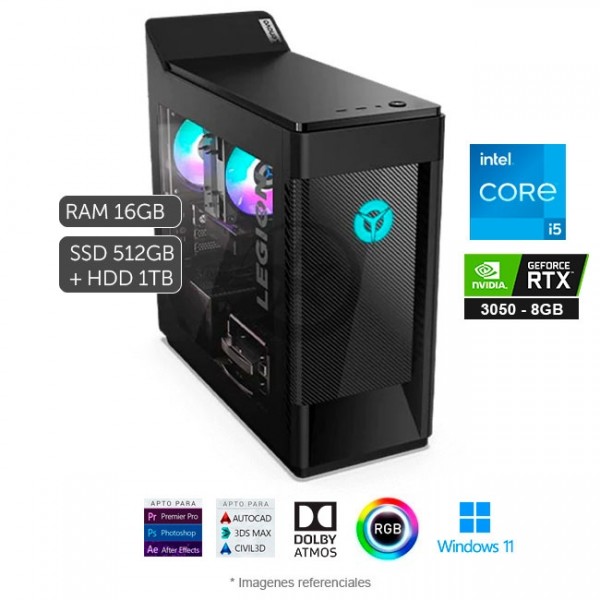 LEGION
RAM 16GB
SSD 512GB
+ HDD 1TB
intel
CORE
i5
NVIDIA.
GEFORCE
RTX
3050 - 8GB
APTO PARA
Pr Premier Pro
Ps Photoshop
Ae After Effects
APTO PARA
AUTOCAD
3DS MAX
CIVIL3D
DOLBY
ATMOS
RGB
Windows 11
* Imagenes referenciales